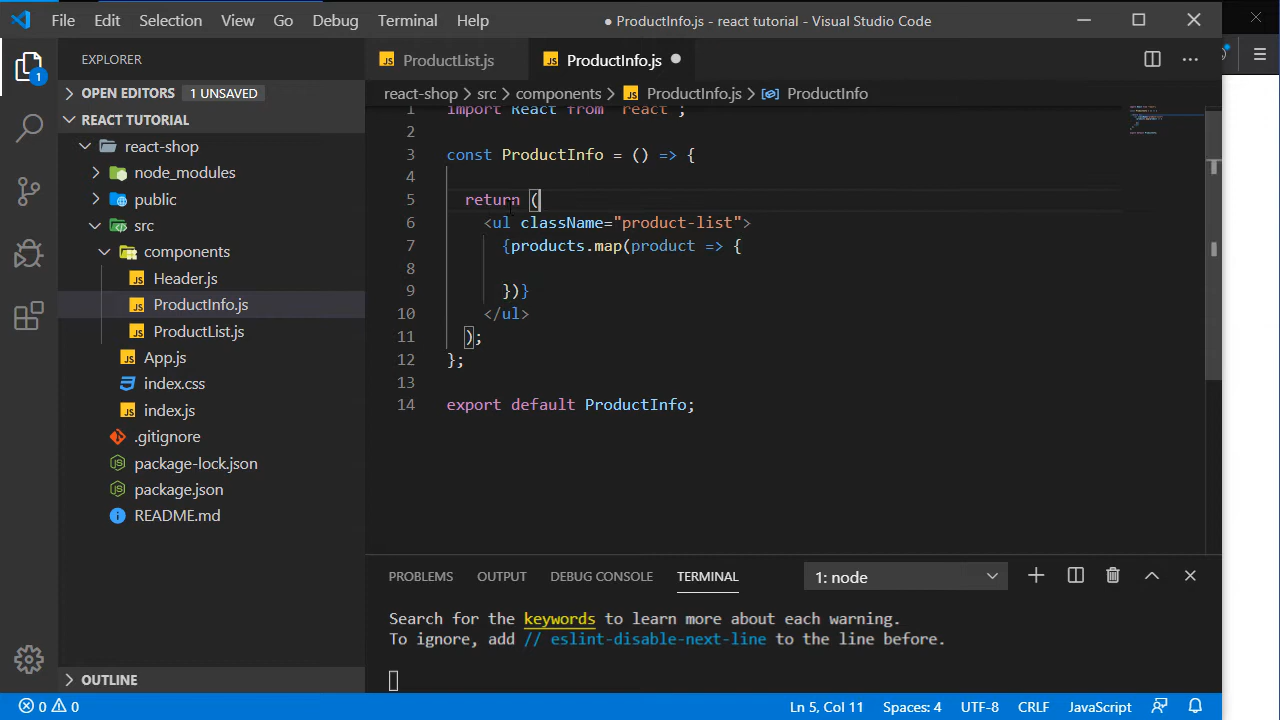 File Edit Selection View Go Debug Terminal Help ● ProductInfo.js - react tutorial - Visual Studio Code
EXPLORER
OPEN EDITORS 1 UNSAVED
REACT TUTORIAL
react-shop
node_modules
public
src
components
Header.js
ProductInfo.js
ProductList.js
App.js
index.css
index.js
.gitignore
package-lock.json
package.json
README.md
OUTLINE
1
JS ProductList.js JS ProductInfo.js ●
react-shop > src > components > JS ProductInfo.js > ProductInfo
1 import React from 'react';
2
3 const ProductInfo = () => {
4
5 return (
6 <ul className="product-list">
7 {products.map(product => {
8
9 })}
10 </ul>
11 );
12 };
13
14 export default ProductInfo;
PROBLEMS OUTPUT DEBUG CONSOLE TERMINAL 1: node
Search for the keywords to learn more about each warning.
To ignore, add // eslint-disable-next-line to the line before.
0 0 Ln 5, Col 11 Spaces: 4 UTF-8 CRLF JavaScript